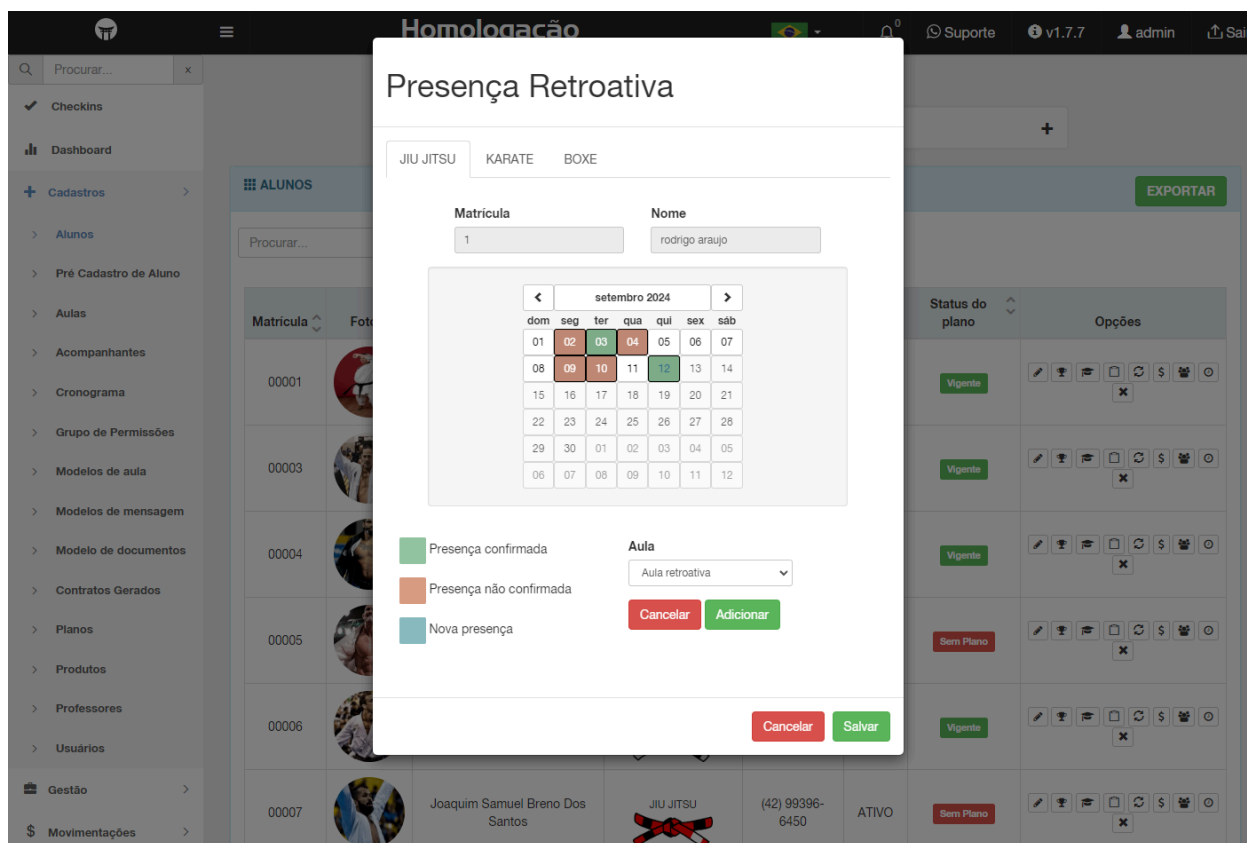 Homologação
0
Suporte
v1.7.7
admin
Sai
Procurar...
x
Checkins
Dashboard
Cadastros
Alunos
Pré Cadastro de Aluno
Aulas
Acompanhantes
Cronograma
Grupo de Permissões
Modelos de aula
Modelos de mensagem
Modelo de documentos
Contratos Gerados
Planos
Produtos
Professores
Usuários
Gestão
$ Movimentações
ALUNOS
EXPORTAR
Procurar...
Matrícula
Foto
Status do
plano
Opções
00001
Vigente
00003
Vigente
00004
Vigente
00005
Sem Plano
00006
Vigente
00007
Joaquim Samuel Breno Dos
Santos
JIU JITSU
(42) 99396-
6450
ATIVO
Sem Plano
Presença Retroativa
JIU JITSU KARATE BOXE
Matrícula Nome
1 rodrigo araujo
setembro 2024
dom seg ter qua qui sex sáb
01 02 03 04 05 06 07
08 09 10 11 12 13 14
15 16 17 18 19 20 21
22 23 24 25 26 27 28
29 30 01 02 03 04 05
06 07 08 09 10 11 12
Presença confirmada
Presença não confirmada
Nova presença
Aula
Aula retroativa
Cancelar Adicionar
Cancelar Salvar